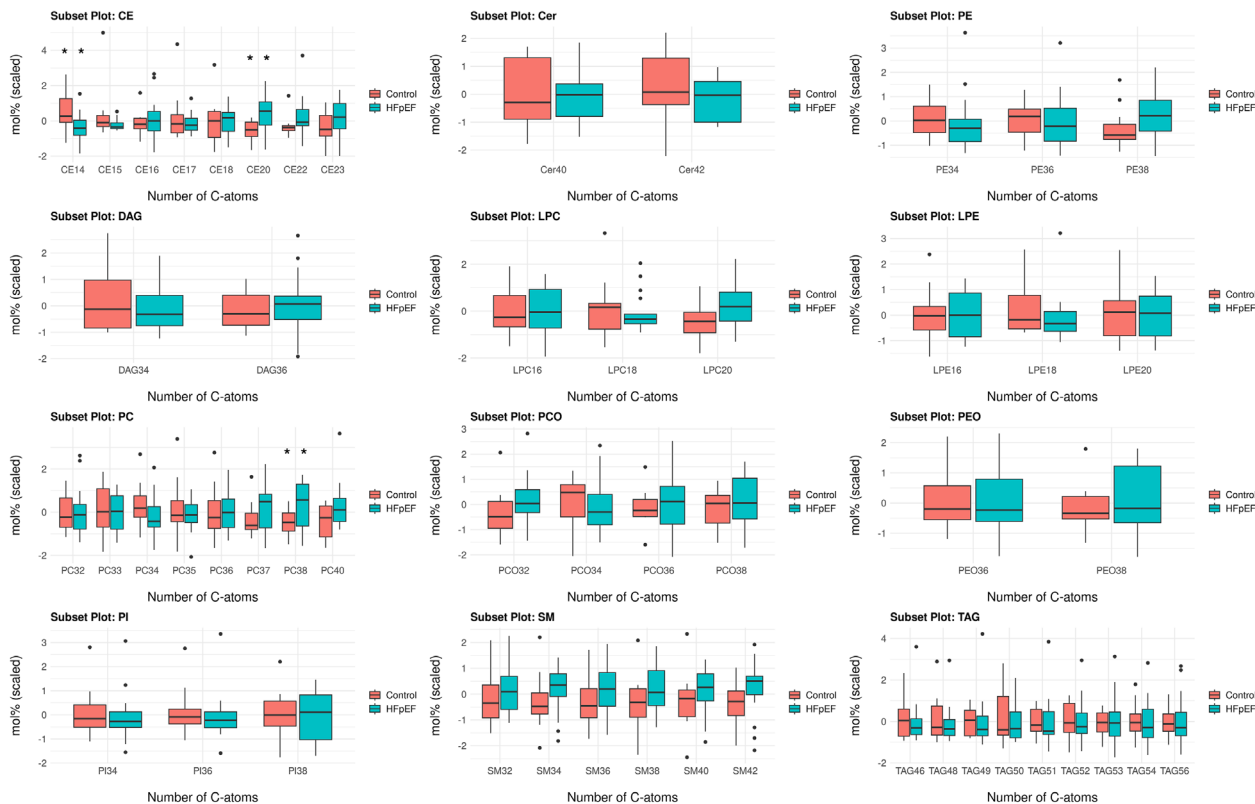 Subset Plot: CE
mol% (scaled)
4
2
0
-2
* * * *
CE14 CE15 CE16 CE17 CE18 CE20 CE22 CE23
Number of C-atoms
Control
HFpEF
Subset Plot: Cer
mol% (scaled)
2
1
0
-1
-2
Cer40 Cer42
Number of C-atoms
Control
HFpEF
Subset Plot: PE
mol% (scaled)
3
2
1
0
-1
PE34 PE36 PE38
Number of C-atoms
Control
HFpEF
Subset Plot: DAG
mol% (scaled)
2
1
0
-1
-2
DAG34 DAG36
Number of C-atoms
Control
HFpEF
Subset Plot: LPC
mol% (scaled)
2
0
-2
LPC16 LPC18 LPC20
Number of C-atoms
Control
HFpEF
Subset Plot: LPE
mol% (scaled)
3
2
1
0
-1
LPE16 LPE18 LPE20
Number of C-atoms
Control
HFpEF
Subset Plot: PC
mol% (scaled)
2
0
-2
* *
PC32 PC33 PC34 PC35 PC36 PC37 PC38 PC40
Number of C-atoms
Control
HFpEF
Subset Plot: PCO
mol% (scaled)
3
2
1
0
-1
-2
PCO32 PCO34 PCO36 PCO38
Number of C-atoms
Control
HFpEF
Subset Plot: PEO
mol% (scaled)
2
1
0
-1
PEO36 PEO38
Number of C-atoms
Control
HFpEF
Subset Plot: PI
mol% (scaled)
3
2
1
0
-1
-2
PI34 PI36 PI38
Number of C-atoms
Control
HFpEF
Subset Plot: SM
mol% (scaled)
2
1
0
-1
-2
SM32 SM34 SM36 SM38 SM40 SM42
Number of C-atoms
Control
HFpEF
Subset Plot: TAG
mol% (scaled)
4
2
0
-2
TAG46 TAG48 TAG49 TAG50 TAG51 TAG52 TAG53 TAG54 TAG56
Number of C-atoms
Control
HFpEF